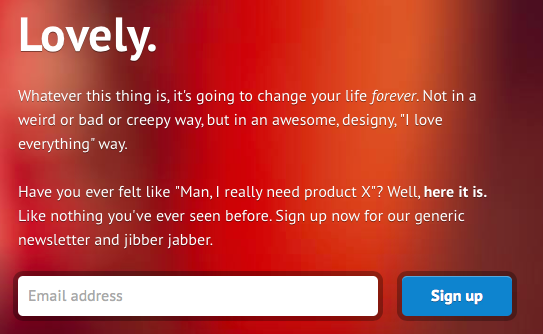 Lovely.
Whatever this thing is, it's going to change your life forever. Not in a
weird or bad or creepy way, but in an awesome, designy, "I love
everything" way.
Have you ever felt like "Man, I really need product X"? Well, here it is.
Like nothing you've ever seen before. Sign up now for our generic
newsletter and jibber jabber.
Email address
Sign up